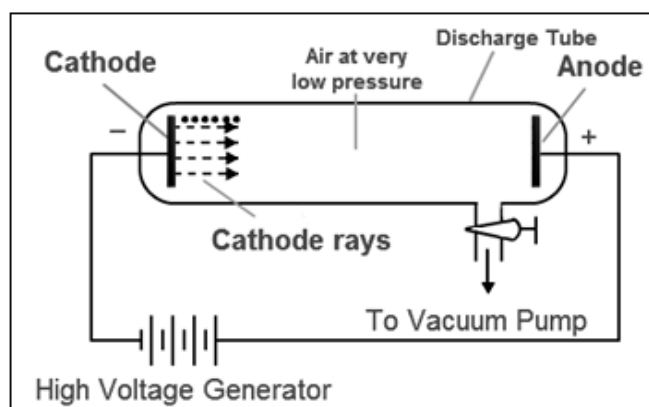 Discharge Tube
Cathode
Air at very
low pressure
Anode
−
+
Cathode rays
To Vacuum Pump
High Voltage Generator